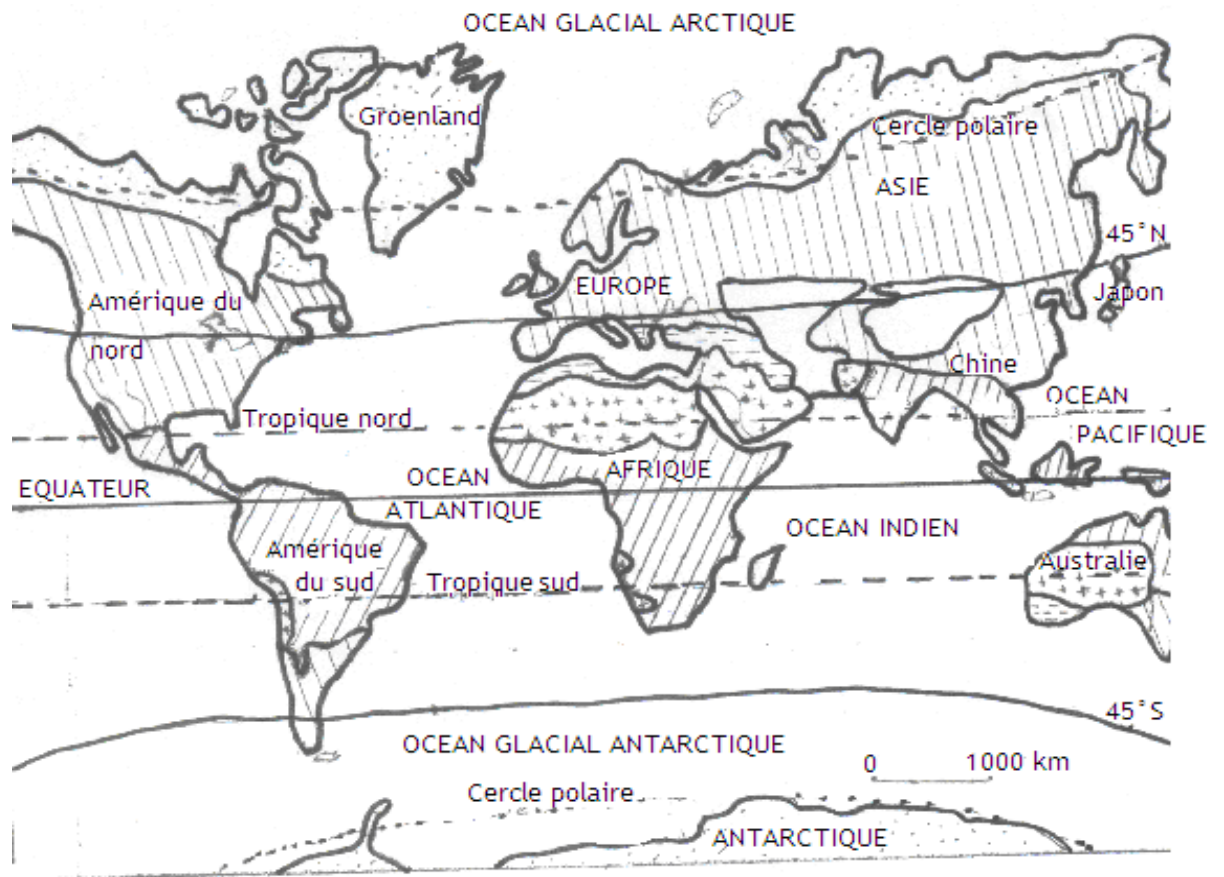 OCEAN GLACIAL ARCTIQUE
Groenland
Cercle polaire
ASIE
45°N
EUROPE
Amérique du
nord
Japon
Chine
OCEAN
PACIFIQUE
Tropique nord
AFRIQUE
OCEAN
ATLANTIQUE
EQUATEUR
OCEAN INDIEN
Amérique
du sud
Australie
Tropique sud
45°S
OCEAN GLACIAL ANTARCTIQUE
0 1000 km
Cercle polaire
ANTARCTIQUE